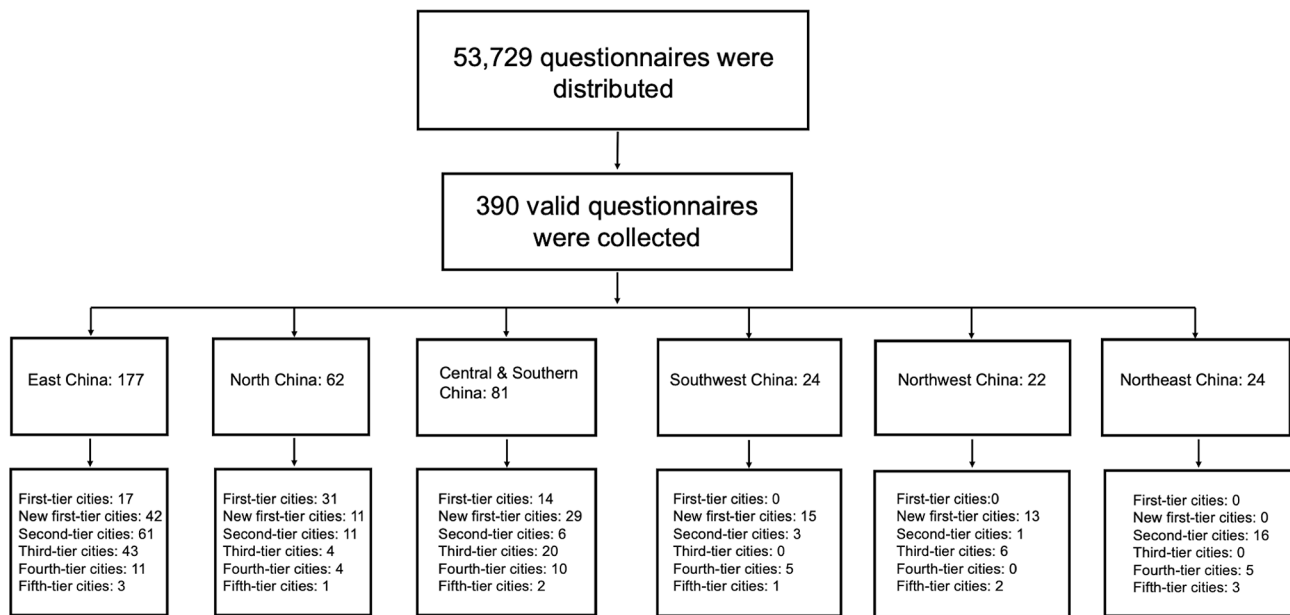 53,729 questionnaires were
distributed
390 valid questionnaires
were collected
East China: 177
North China: 62
Central & Southern
China: 81
Southwest China: 24
Northwest China: 22
Northeast China: 24
First-tier cities: 17
New first-tier cities: 42
Second-tier cities: 61
Third-tier cities: 43
Fourth-tier cities: 11
Fifth-tier cities: 3
First-tier cities: 31
New first-tier cities: 11
Second-tier cities: 11
Third-tier cities: 4
Fourth-tier cities: 4
Fifth-tier cities: 1
First-tier cities: 14
New first-tier cities: 29
Second-tier cities: 6
Third-tier cities: 20
Fourth-tier cities: 10
Fifth-tier cities: 2
First-tier cities: 0
New first-tier cities: 15
Second-tier cities: 3
Third-tier cities: 0
Fourth-tier cities: 5
Fifth-tier cities: 1
First-tier cities:0
New first-tier cities: 13
Second-tier cities: 1
Third-tier cities: 6
Fourth-tier cities: 0
Fifth-tier cities: 2
First-tier cities: 0
New first-tier cities: 0
Second-tier cities: 16
Third-tier cities: 0
Fourth-tier cities: 5
Fifth-tier cities: 3